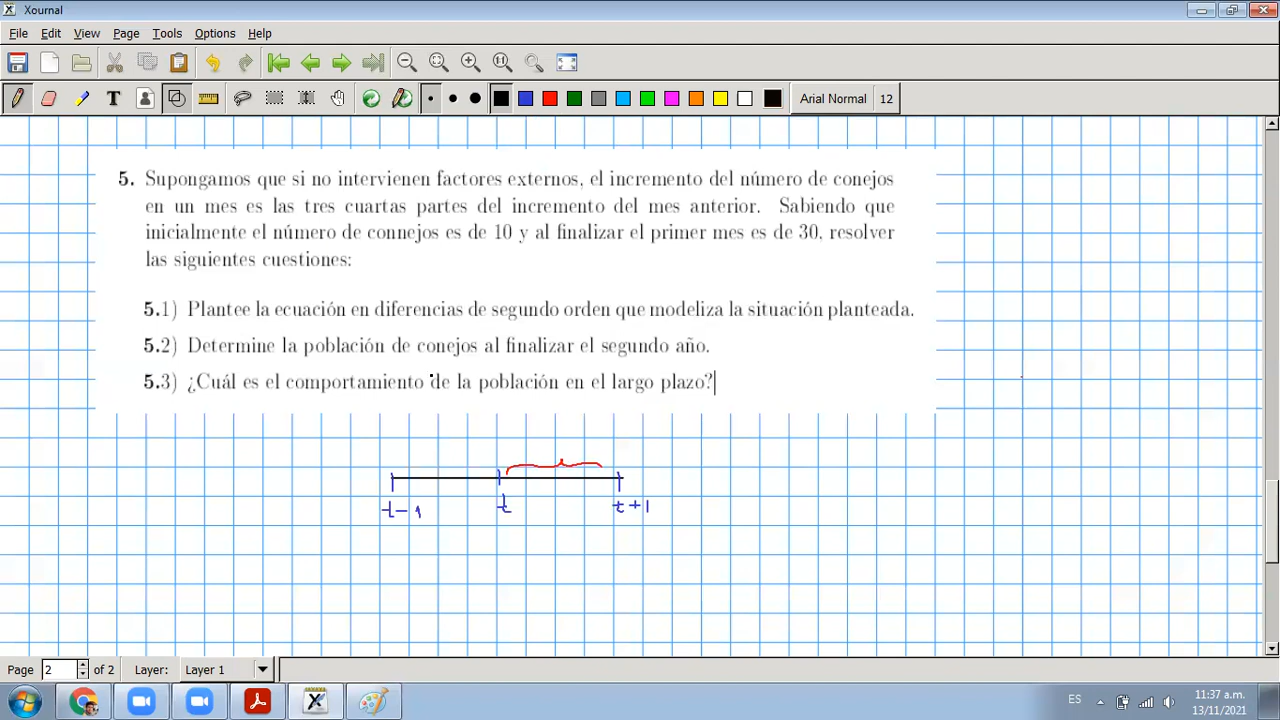 Xournal
File Edit View Page Tools Options Help
Arial Normal 12
5. Supongamos que si no intervienen factores externos, el incremento del número de conejos
en un mes es las tres cuartas partes del incremento del mes anterior. Sabiendo que
inicialmente el número de connejos es de 10 y al finalizar el primer mes es de 30, resolver
las siguientes cuestiones:
5.1) Plantee la ecuación en diferencias de segundo orden que modeliza la situación planteada.
5.2) Determine la población de conejos al finalizar el segundo año.
5.3) ¿Cuál es el comportamiento de la población en el largo plazo?
t-1 t t+1
Page 2 of 2 Layer: Layer 1
ES 11:37 a.m.
13/11/2021